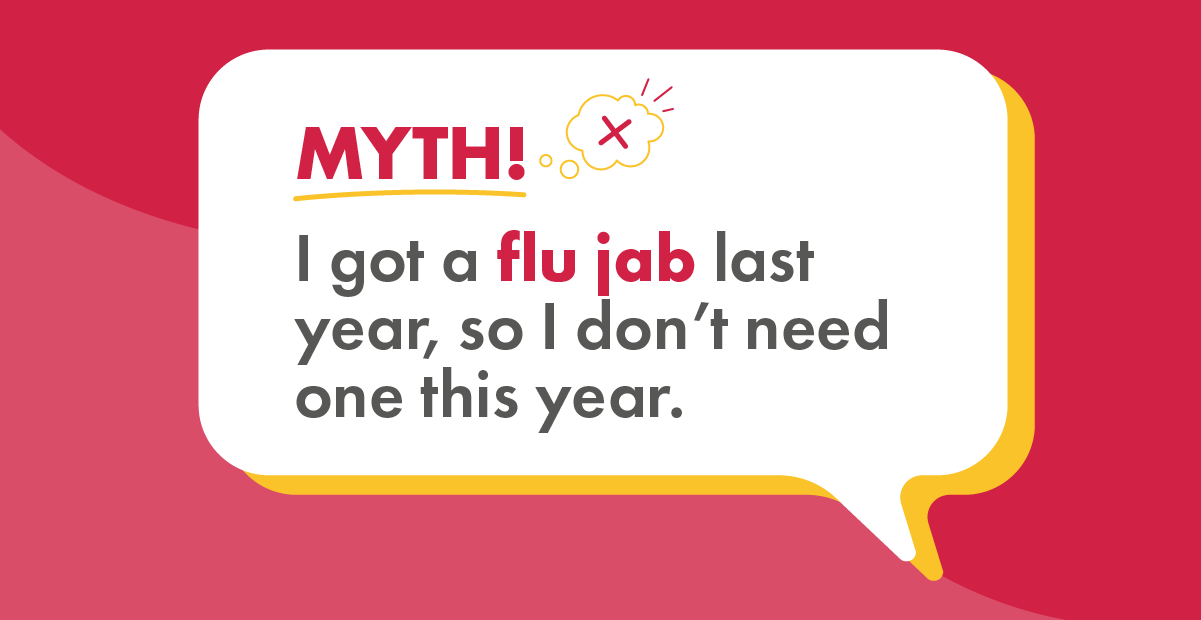 MYTH!
I got a flu jab last
year, so I don’t need
one this year.